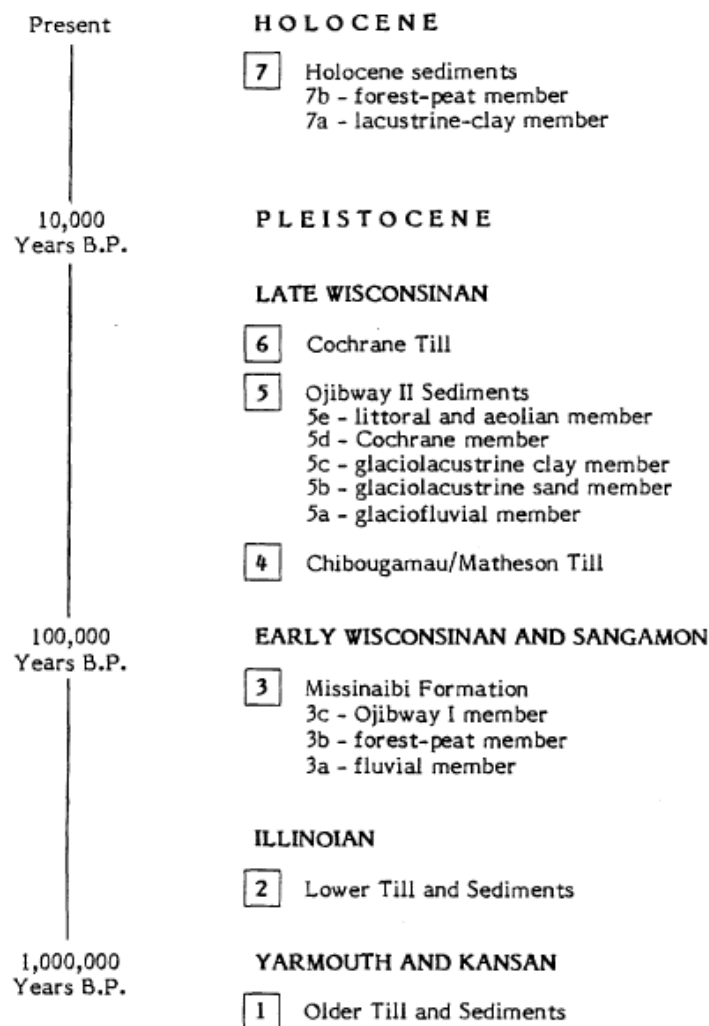 Present
HOLOCENE
7 Holocene sediments
7b - forest-peat member
7a - lacustrine-clay member
10,000
Years B.P.
PLEISTOCENE
LATE WISCONSINAN
6 Cochrane Till
5 Ojibway II Sediments
5e - littoral and aeolian member
5d - Cochrane member
5c - glaciolacustrine clay member
5b - glaciolacustrine sand member
5a - glaciofluvial member
4 Chibougamau/Matheson Till
100,000
Years B.P.
EARLY WISCONSINAN AND SANGAMON
3 Missinaibi Formation
3c - Ojibway I member
3b - forest-peat member
3a - fluvial member
ILLINOIAN
2 Lower Till and Sediments
1,000,000
Years B.P.
YARMOUTH AND KANSAN
1 Older Till and Sediments